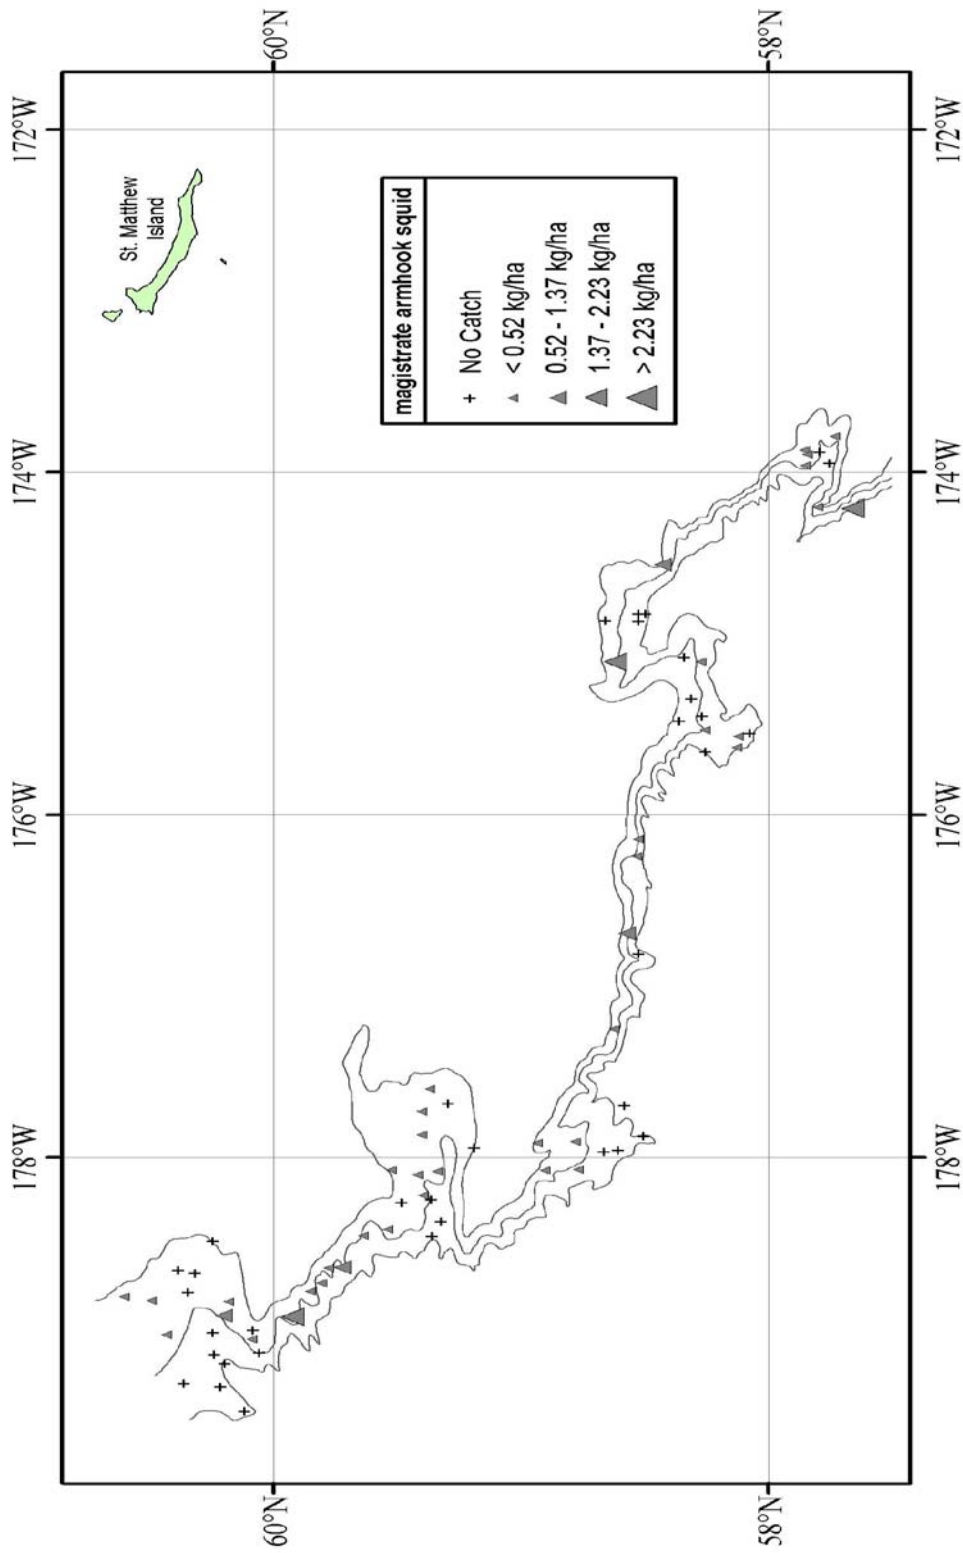 178°W
176°W
174°W
172°W
60°N
60°N
St. Matthew
Island
magistrate armhook squid
No Catch
< 0.52 kg/ha
0.52 - 1.37 kg/ha
1.37 - 2.23 kg/ha
> 2.23 kg/ha
58°N
58°N
178°W
176°W
174°W
172°W